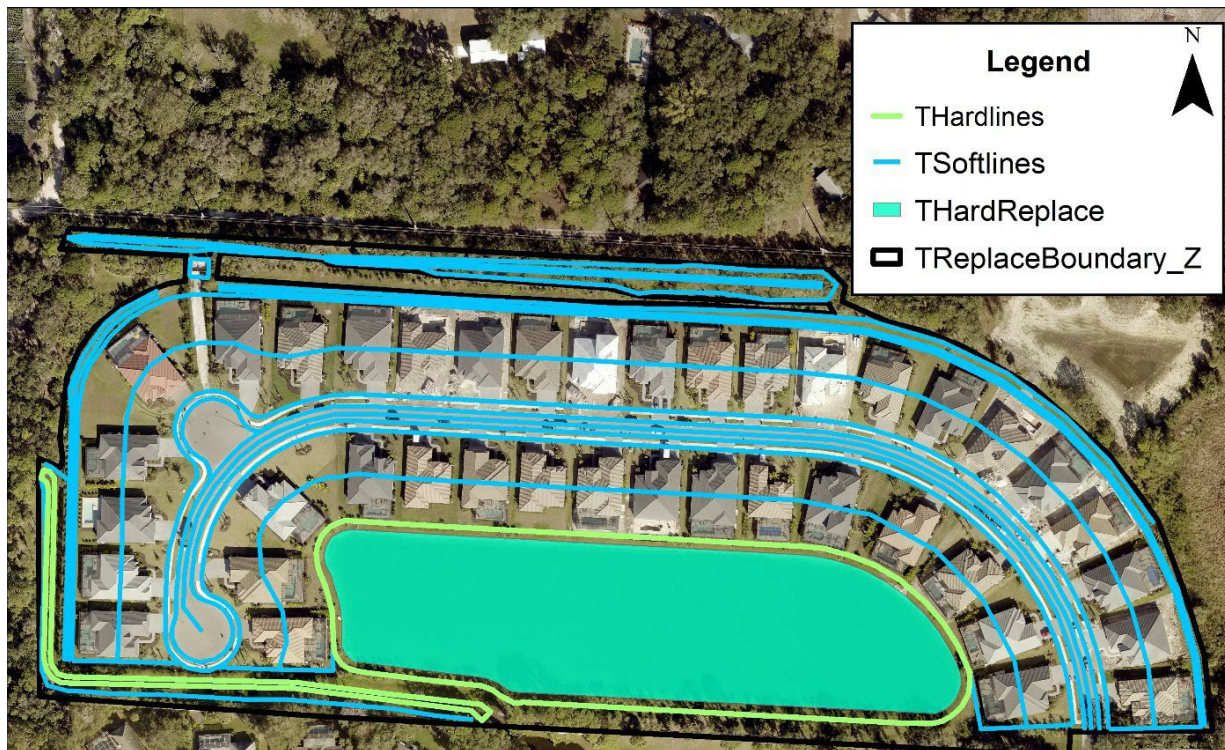 N
Legend
THardlines
TSoftlines
THardReplace
TReplaceBoundary_Z